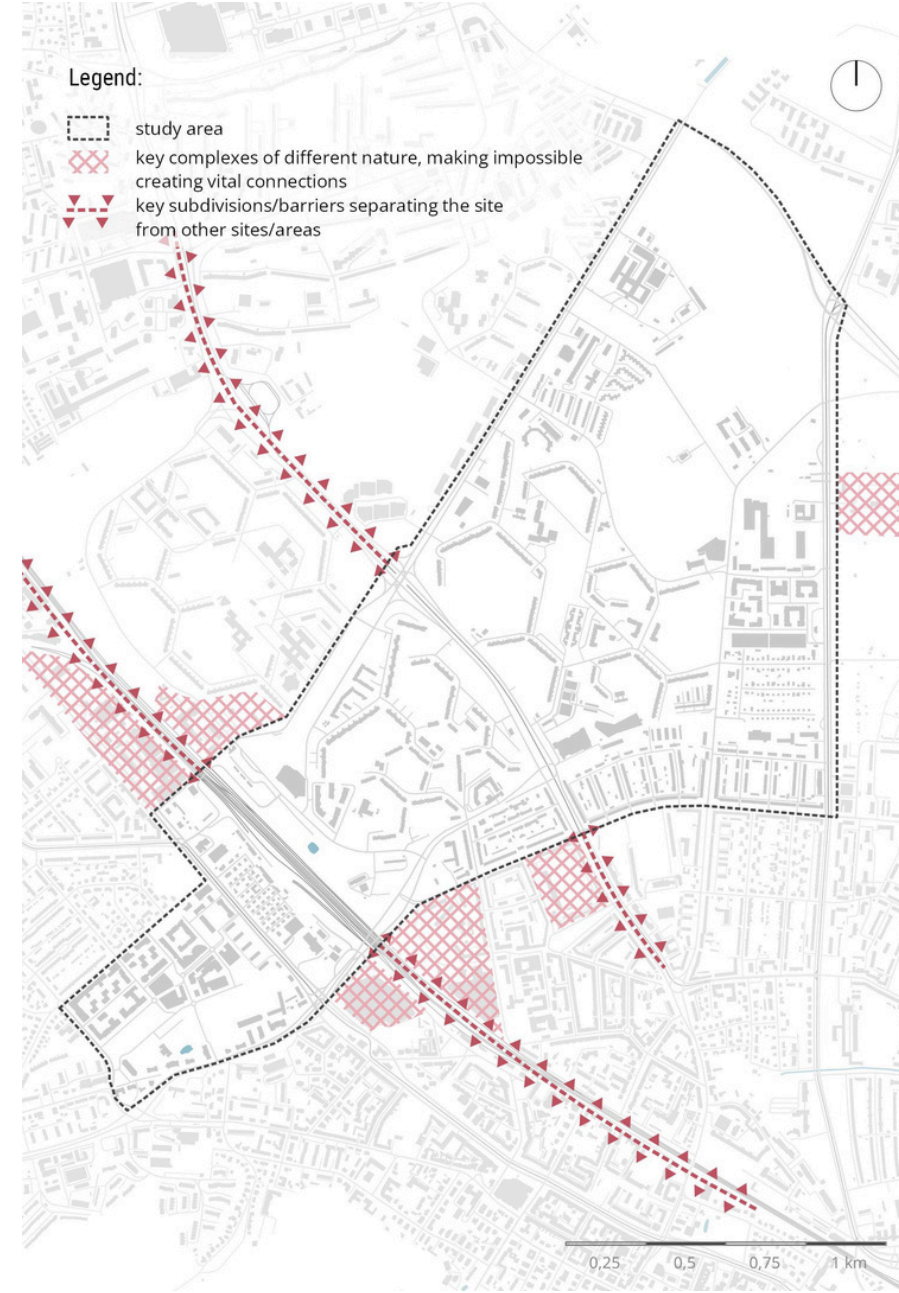 Legend:
study area
key complexes of different nature, making impossible
creating vital connections
key subdivisions/barriers separating the site
from other sites/areas
0,25 0,5 0,75 1 km